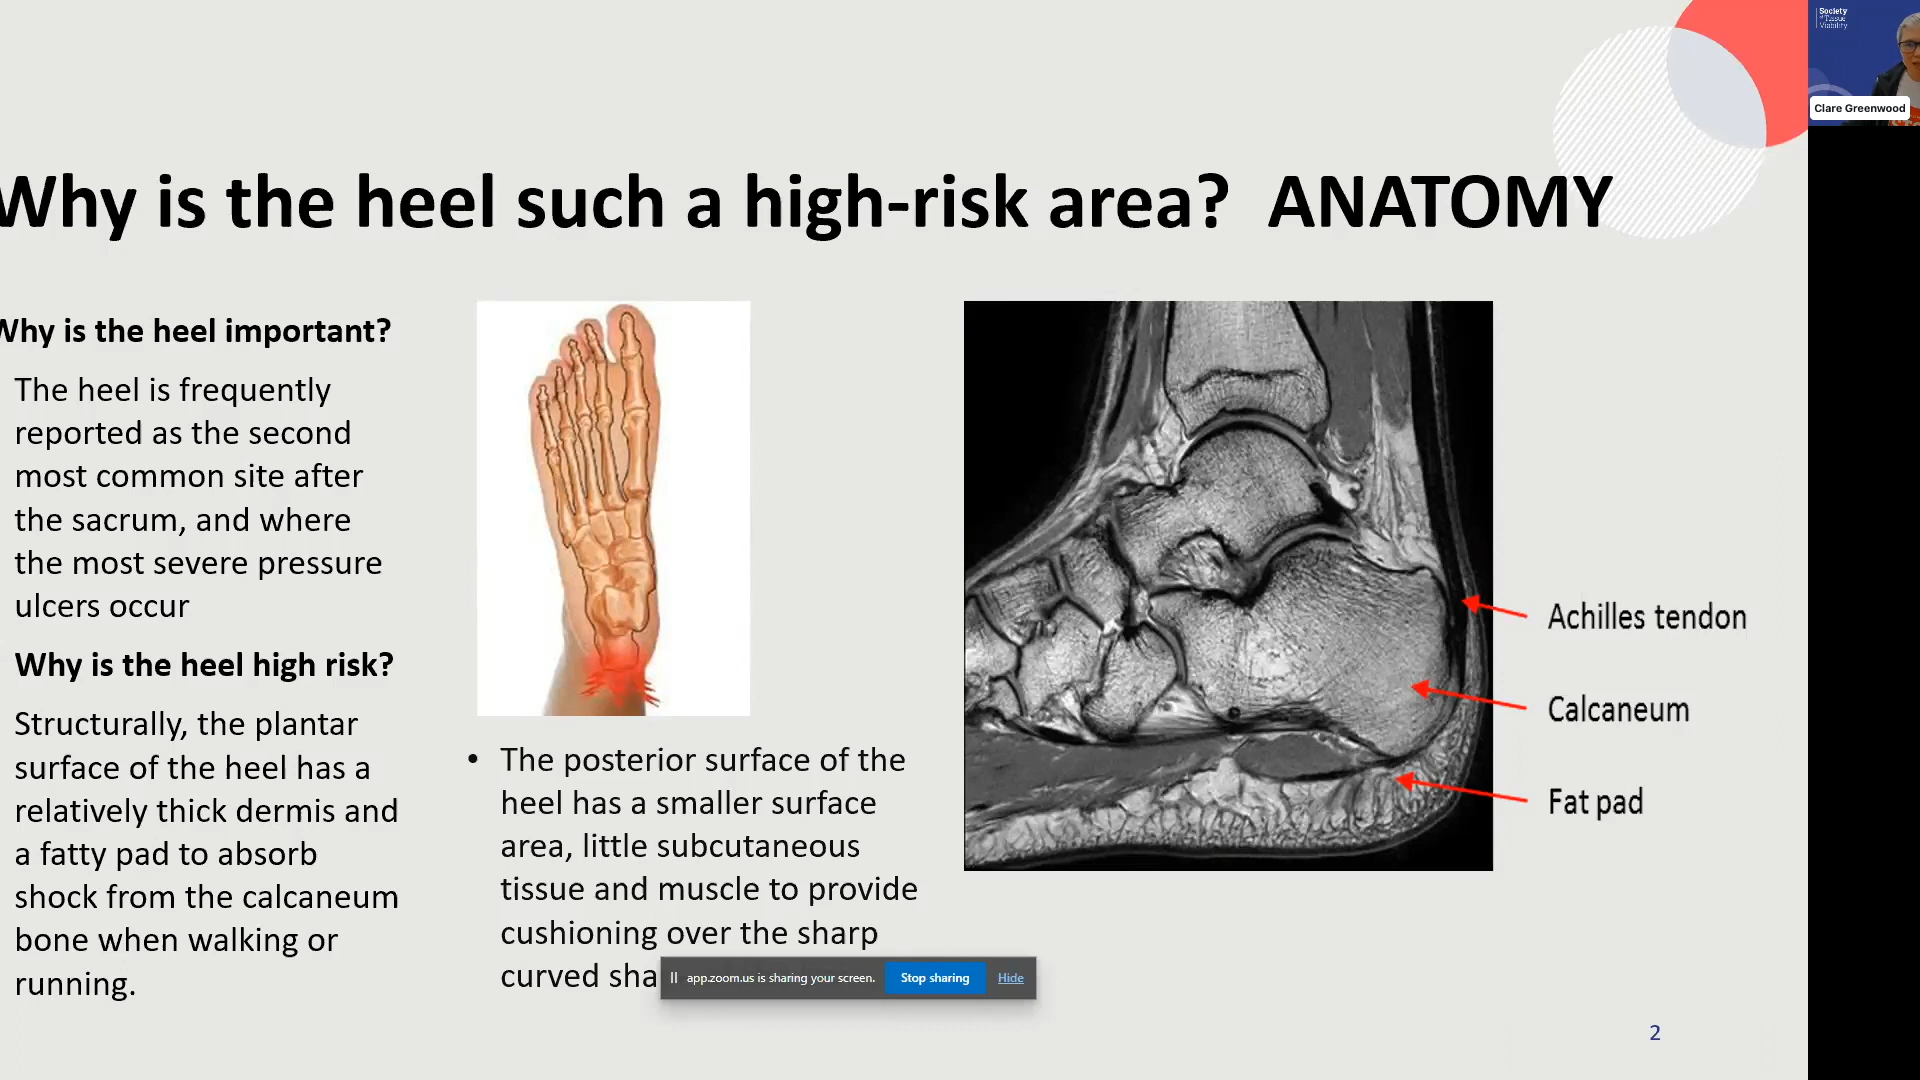 Society
of Tissue
Viability
Clare Greenwood
Why is the heel such a high-risk area?  ANATOMY
Why is the heel important?
The heel is frequently
reported as the second
most common site after
the sacrum, and where
the most severe pressure
ulcers occur
Why is the heel high risk?
Structurally, the plantar
surface of the heel has a
relatively thick dermis and
a fatty pad to absorb
shock from the calcaneum
bone when walking or
running.
• The posterior surface of the
heel has a smaller surface
area, little subcutaneous
tissue and muscle to provide
cushioning over the sharp
curved sha
Achilles tendon
Calcaneum
Fat pad
app.zoom.us is sharing your screen.
Stop sharing
Hide
2